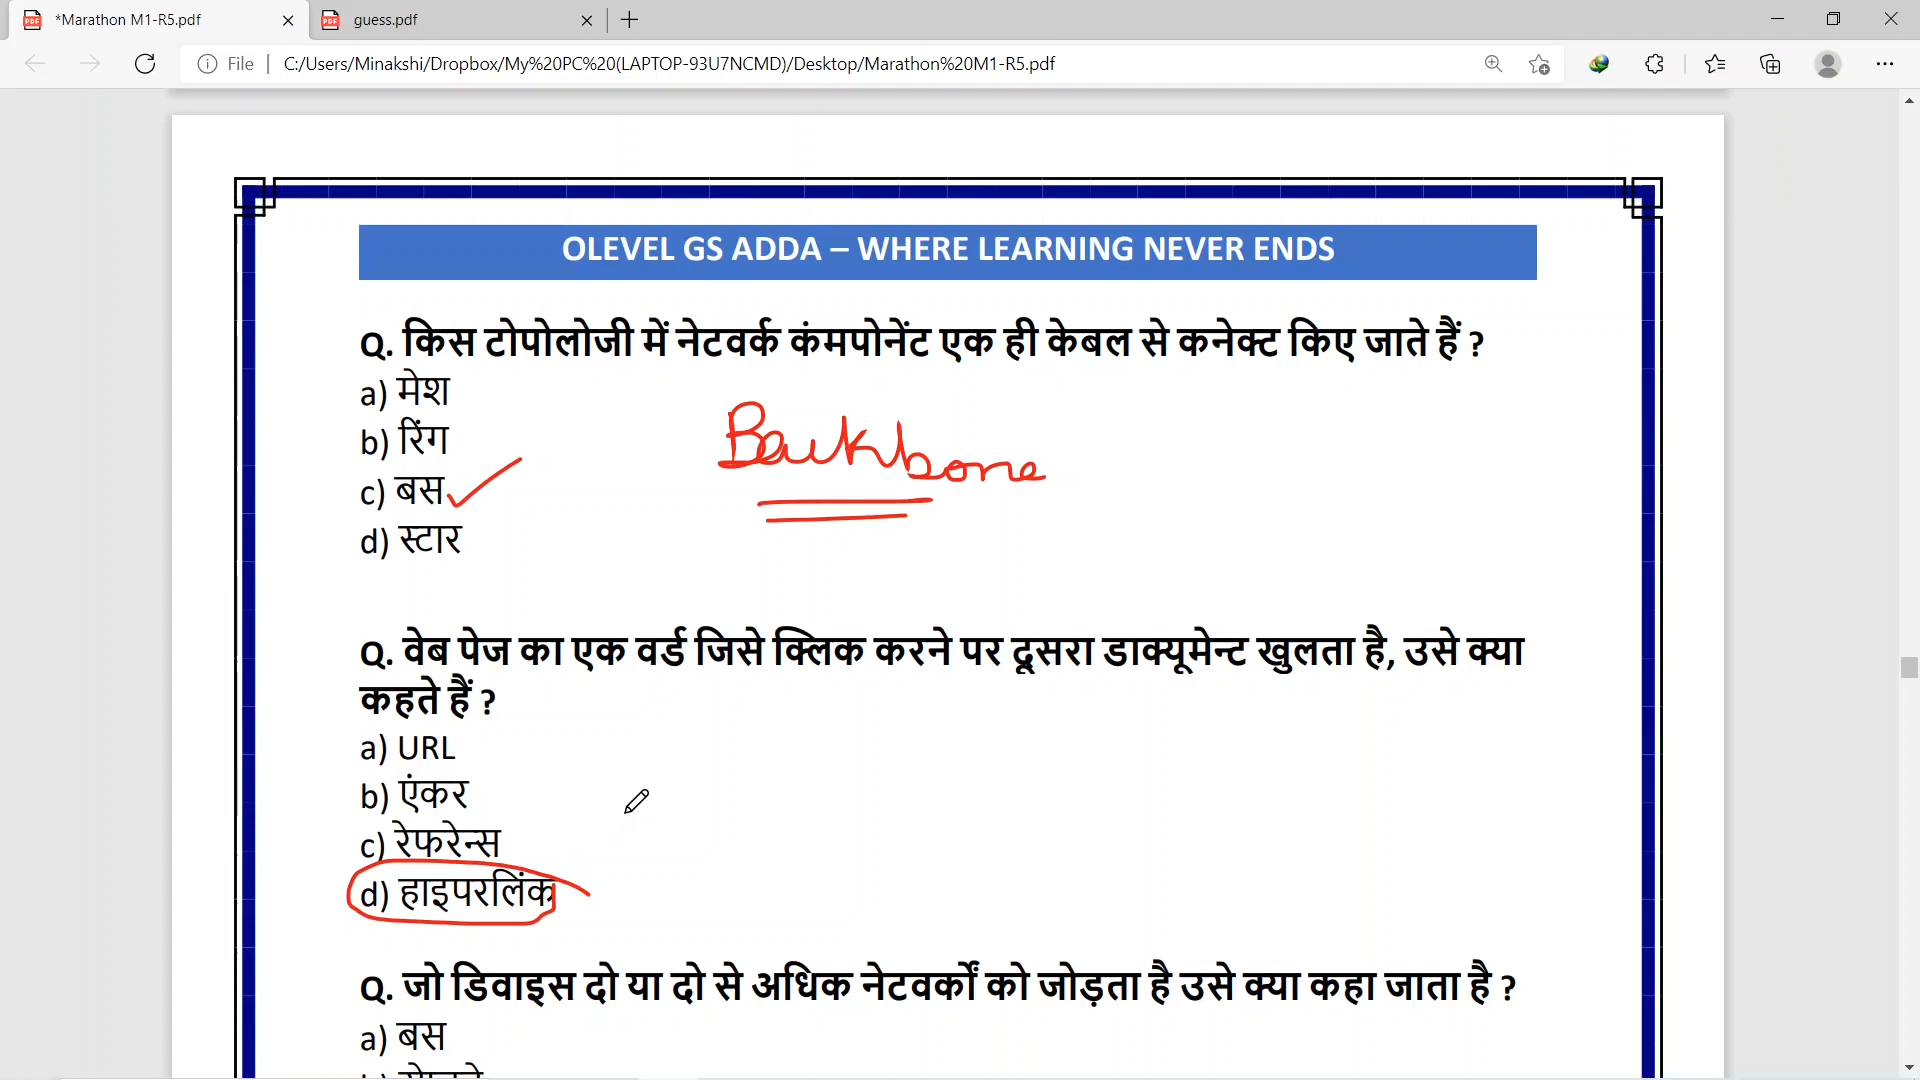 *Marathon M1-R5.pdf
guess.pdf
File
C:/Users/Minakshi/Dropbox/My%20PC%20(LAPTOP-93U7NCMD)/Desktop/Marathon%20M1-R5.pdf
OLEVEL GS ADDA – WHERE LEARNING NEVER ENDS
Q. किस टोपोलोजी में नेटवर्क कंमपोनेंट एक ही केबल से कनेक्ट किए जाते हैं ?
a) मेश
b) रिंग
c) बस
d) स्टार
Backbone
Q. वेब पेज का एक वर्ड जिसे क्लिक करने पर दूसरा डाक्यूमेन्ट खुलता है, उसे क्या
कहते हैं ?
a) URL
b) एंकर
c) रेफरेन्स
d) हाइपरलिंक
Q. जो डिवाइस दो या दो से अधिक नेटवर्कों को जोड़ता है उसे क्या कहा जाता है ?
a) बस